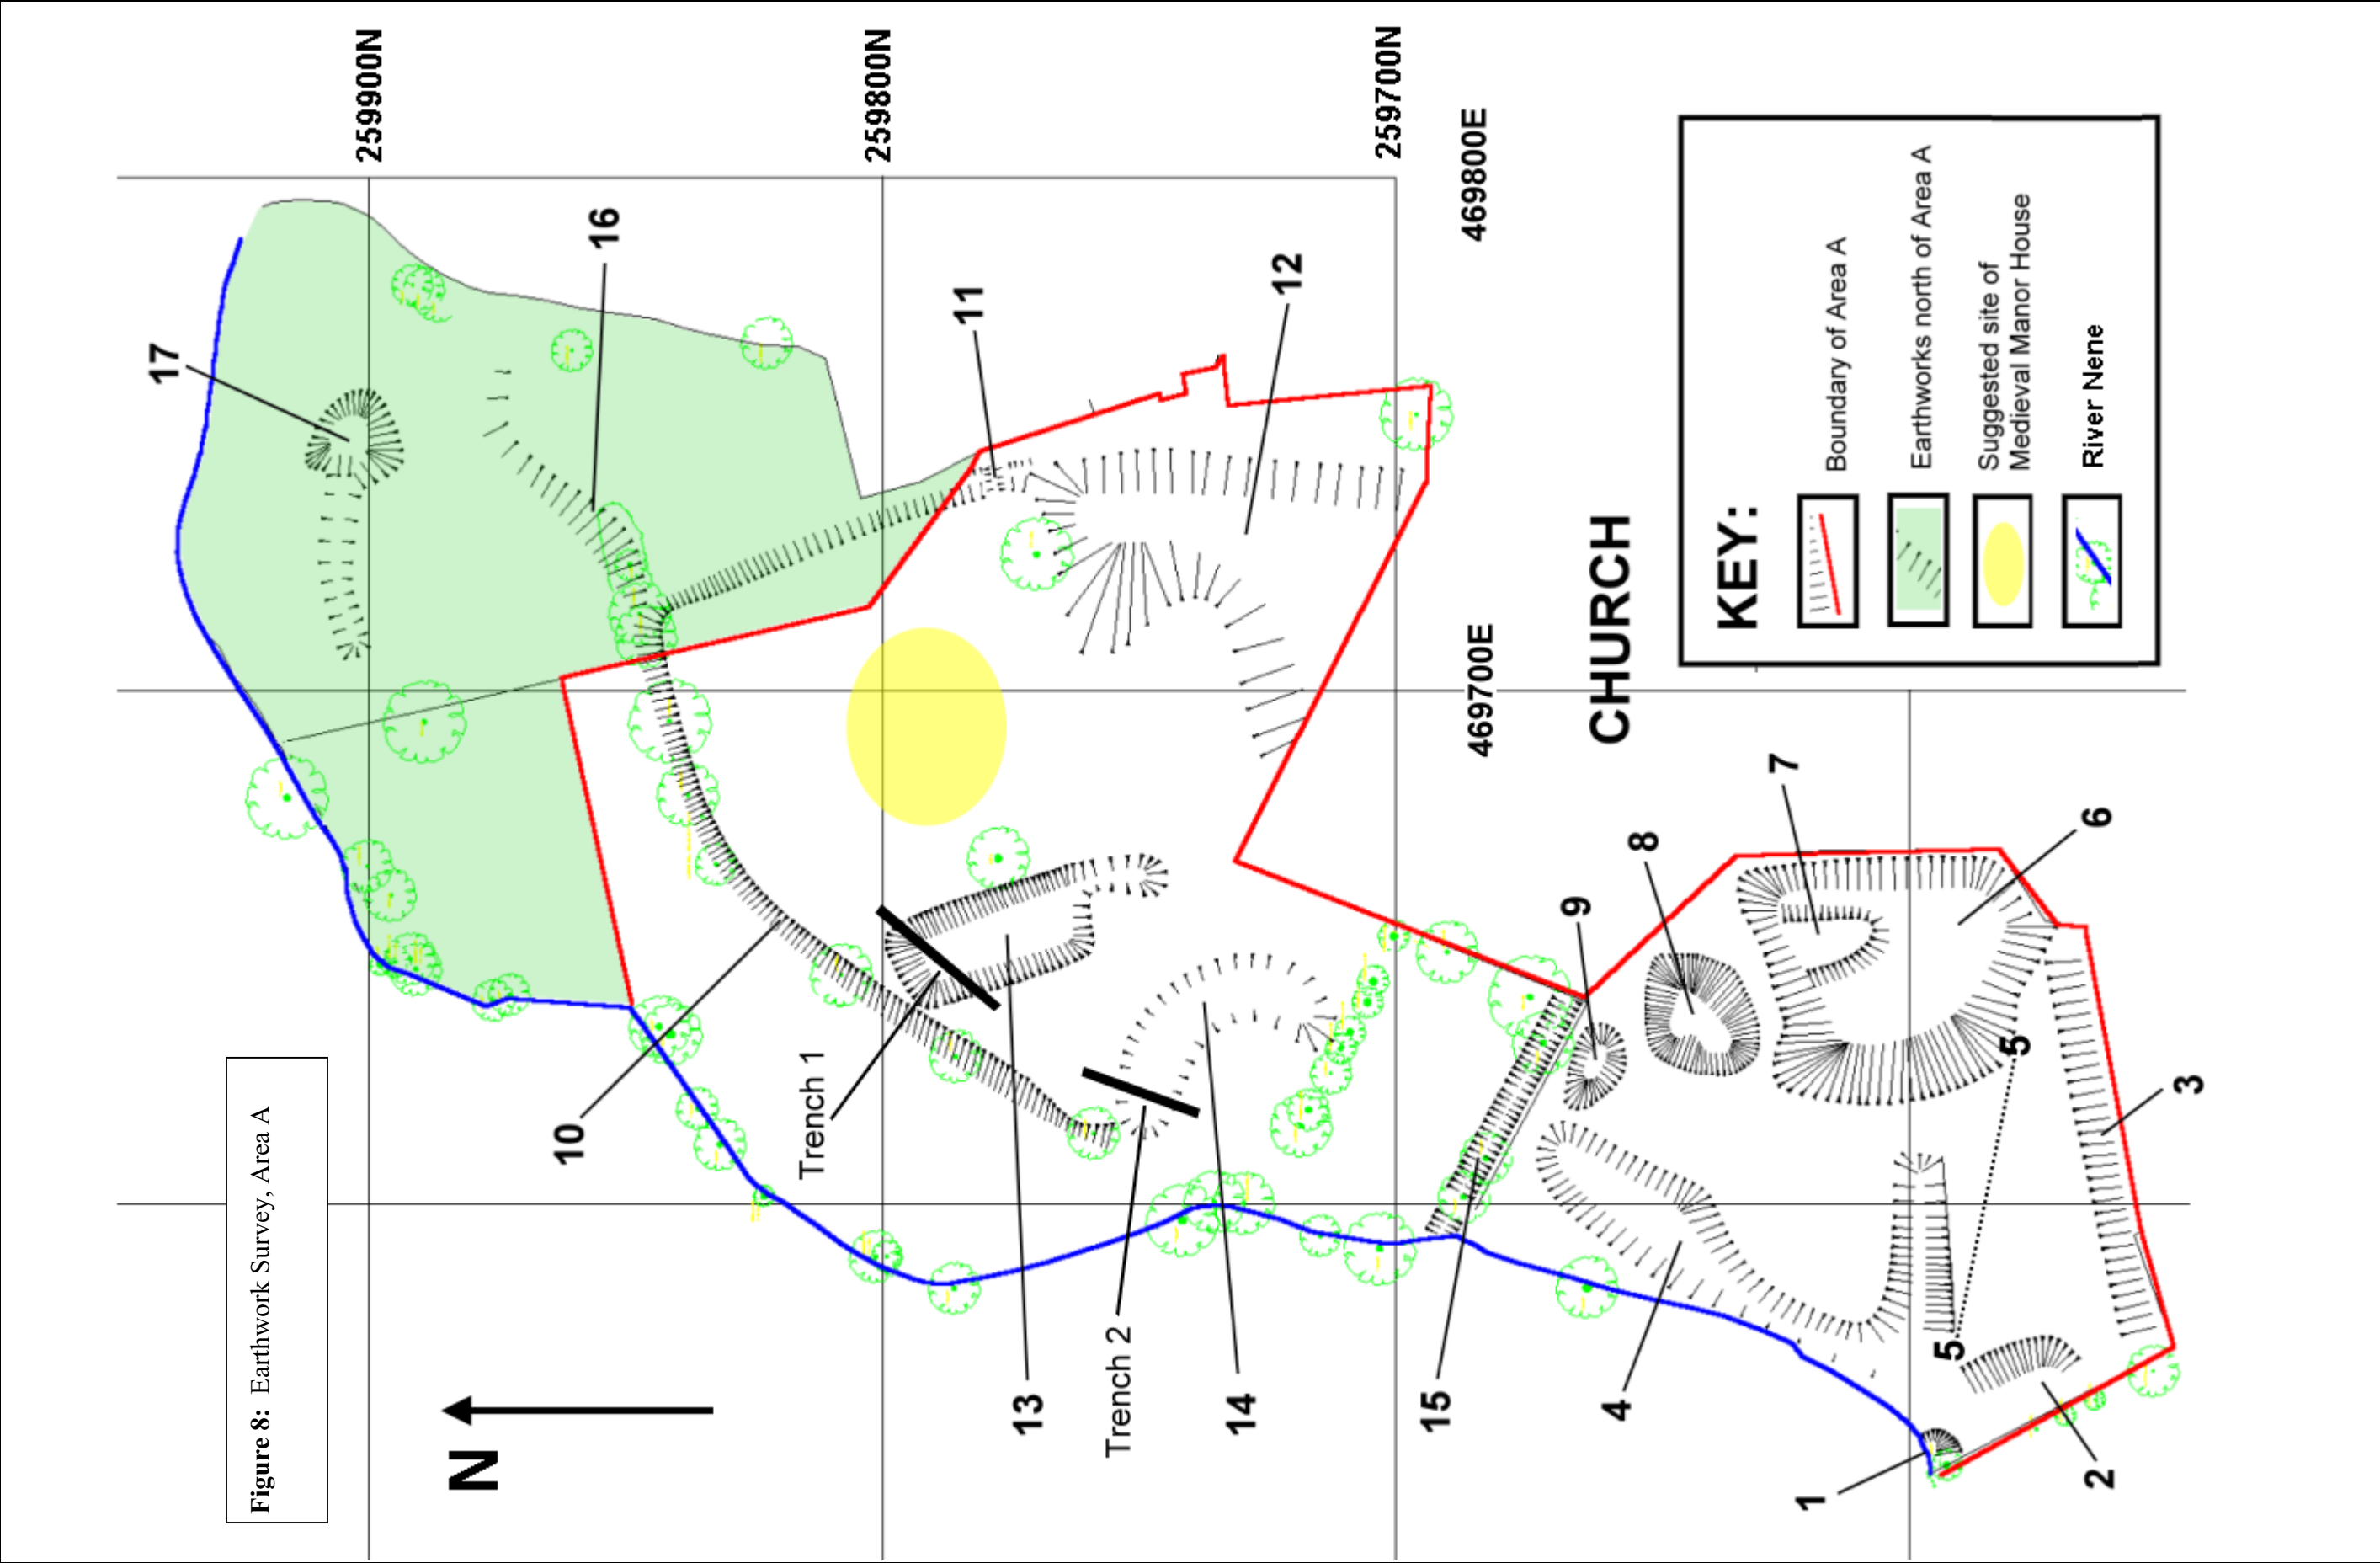 Figure 8: Earthwork Survey, Area A
N
259900N
259800N
259700N
469800E
469700E
17
16
11
12
10
Trench 1
13
Trench 2
14
15
4
1
2
3
5
5
6
7
8
9
CHURCH
KEY:
Boundary of Area A
Earthworks north of Area A
Suggested site of
Medieval Manor House
River Nene